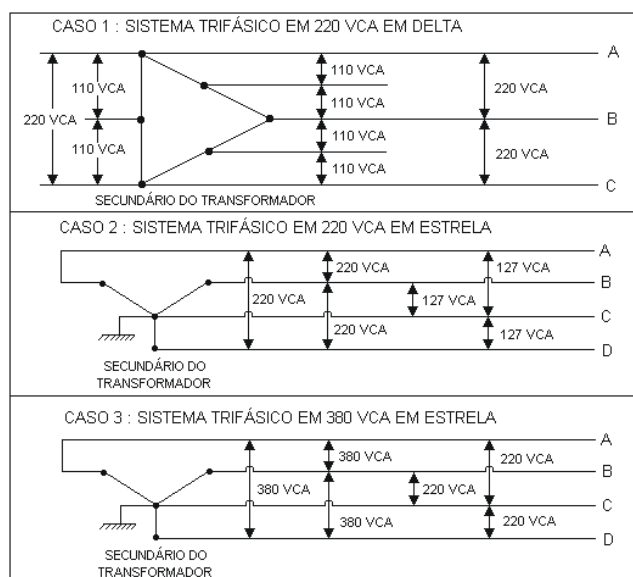 CASO 1 : SISTEMA TRIFÁSICO EM 220 VCA EM DELTA
A
110 VCA
110 VCA
110 VCA
220 VCA
220 VCA
B
110 VCA
110 VCA
220 VCA
110 VCA
C
SECUNDÁRIO DO TRANSFORMADOR
CASO 2 : SISTEMA TRIFÁSICO EM 220 VCA EM ESTRELA
A
220 VCA
127 VCA
B
220 VCA
127 VCA
C
220 VCA
127 VCA
D
SECUNDÁRIO DO
TRANSFORMADOR
CASO 3 : SISTEMA TRIFÁSICO EM 380 VCA EM ESTRELA
A
380 VCA
220 VCA
B
380 VCA
220 VCA
C
380 VCA
220 VCA
D
SECUNDÁRIO DO
TRANSFORMADOR